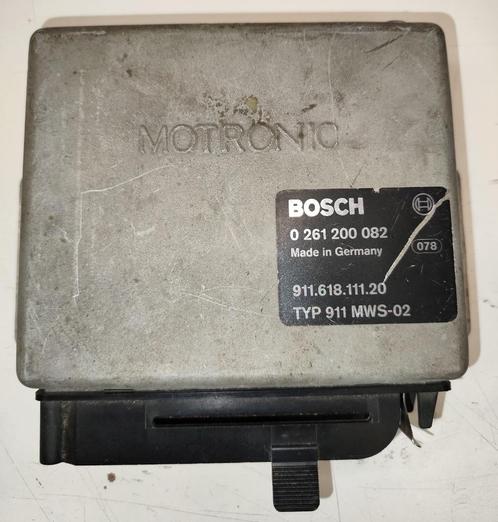 MOTRONIC
BOSCH
0 261 200 082
Made in Germany
078
911.618.111.20
TYP 911 MWS-02